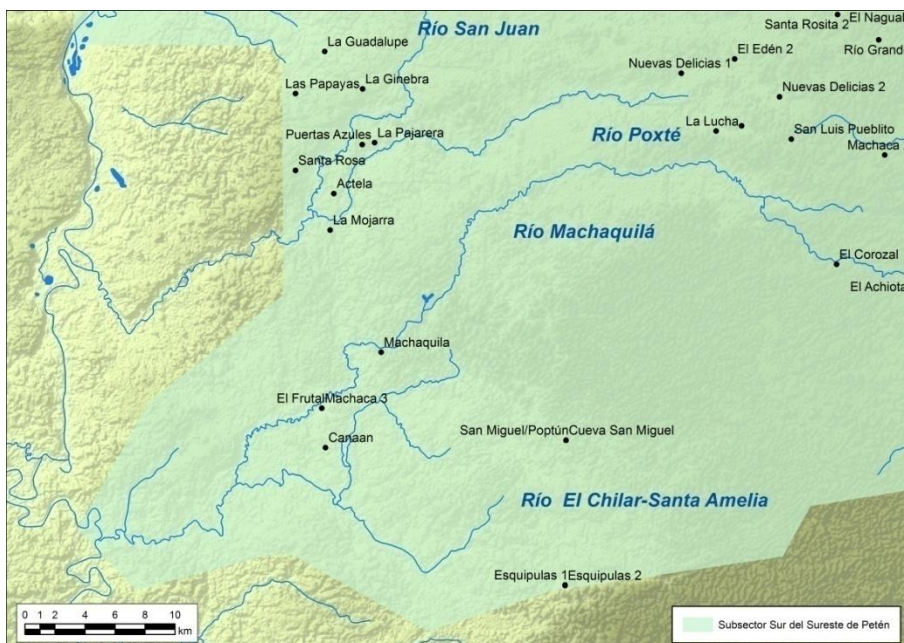 Río San Juan
Santa Rosita 2
El Nagual
Río Grand
La Guadalupe
El Edén 2
Nuevas Delicias 1
Las Papayas
La Ginebra
Nuevas Delicias 2
La Lucha
Puertas Azules
La Pajarera
Río Poxté
San Luis Pueblito
Machaca
Santa Rosa
Actela
La Mojarra
Río Machaquilá
El Corozal
El Achiota
Machaquila
El Frutal
Machaca 3
Canaan
San Miguel/Poptún
Cueva San Miguel
Río El Chilar-Santa Amelia
Esquipulas 1
Esquipulas 2
0 1 2 4 6 8 10
km
Subsector Sur del Sureste de Petén